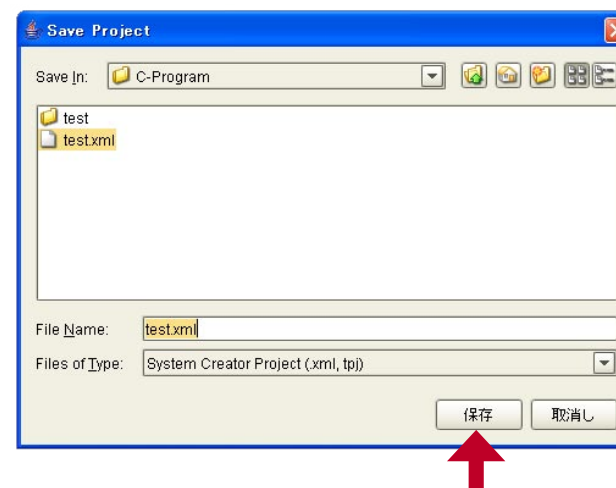 Save Project
Save In: C-Program
test
test.xml
File Name: test.xml
Files of Type: System Creator Project (.xml, tpj)
保存 取消し